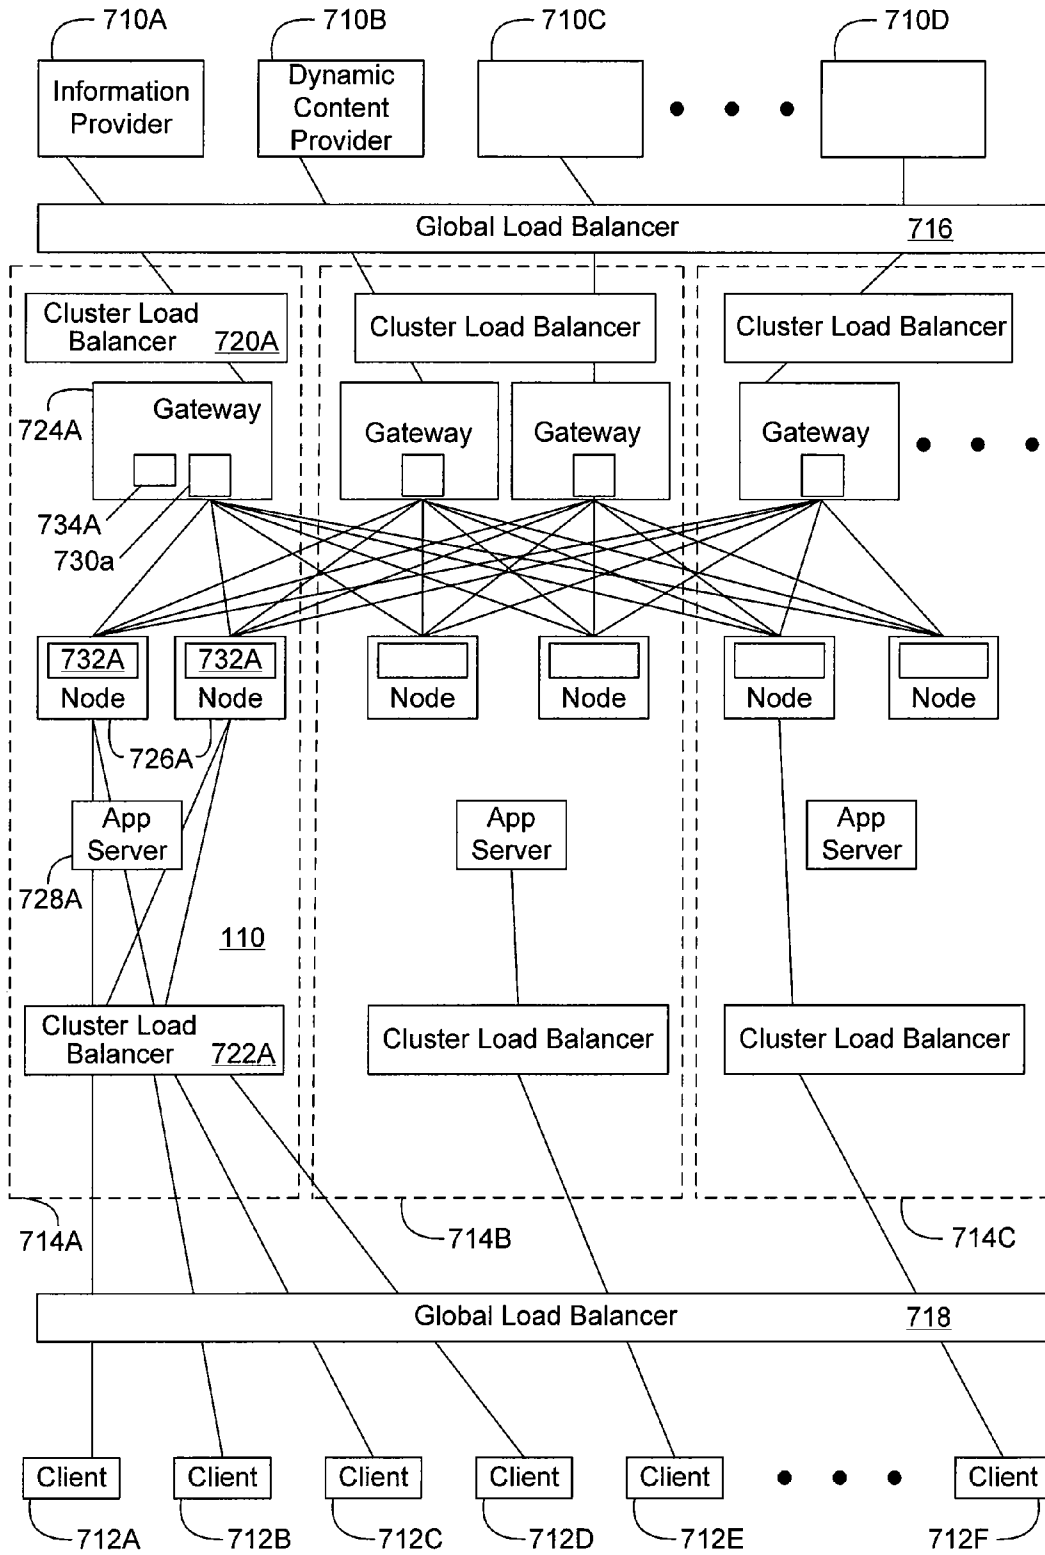 710A
710B
710C
710D
Information
Provider
Dynamic
Content
Provider
Global Load Balancer
716
Cluster Load
Balancer
720A
Cluster Load Balancer
Cluster Load Balancer
724A
Gateway
Gateway
Gateway
Gateway
734A
730a
732A
Node
732A
Node
Node
Node
Node
Node
726A
App
Server
App
Server
App
Server
728A
110
Cluster Load
Balancer
722A
Cluster Load Balancer
Cluster Load Balancer
714A
714B
714C
Global Load Balancer
718
Client
Client
Client
Client
Client
Client
712A
712B
712C
712D
712E
712F